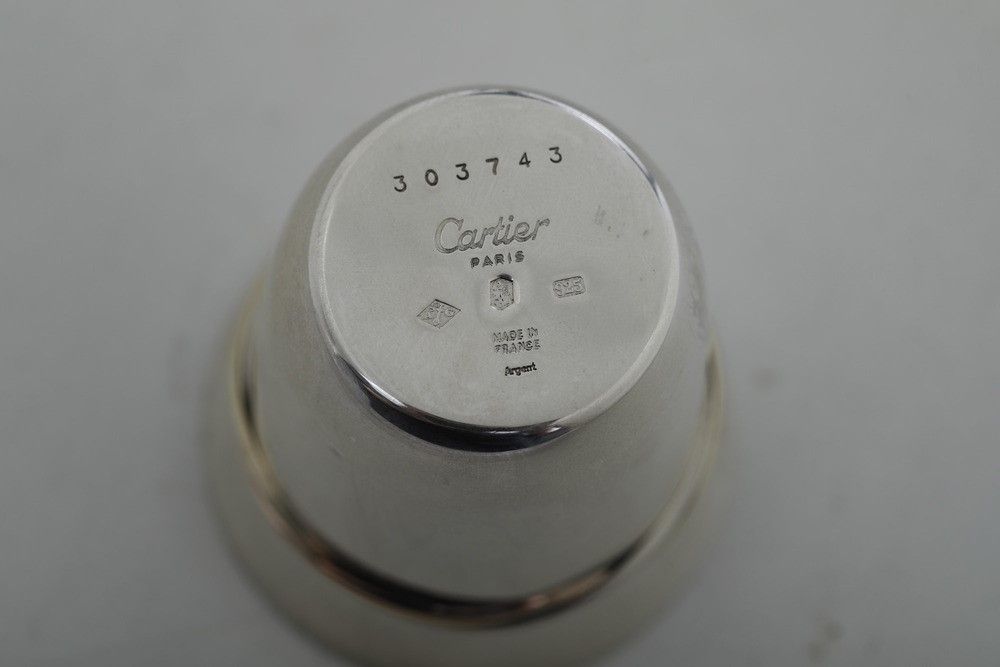 303743
Cartier
PARIS
925
MADE IN
FRANCE
Argent